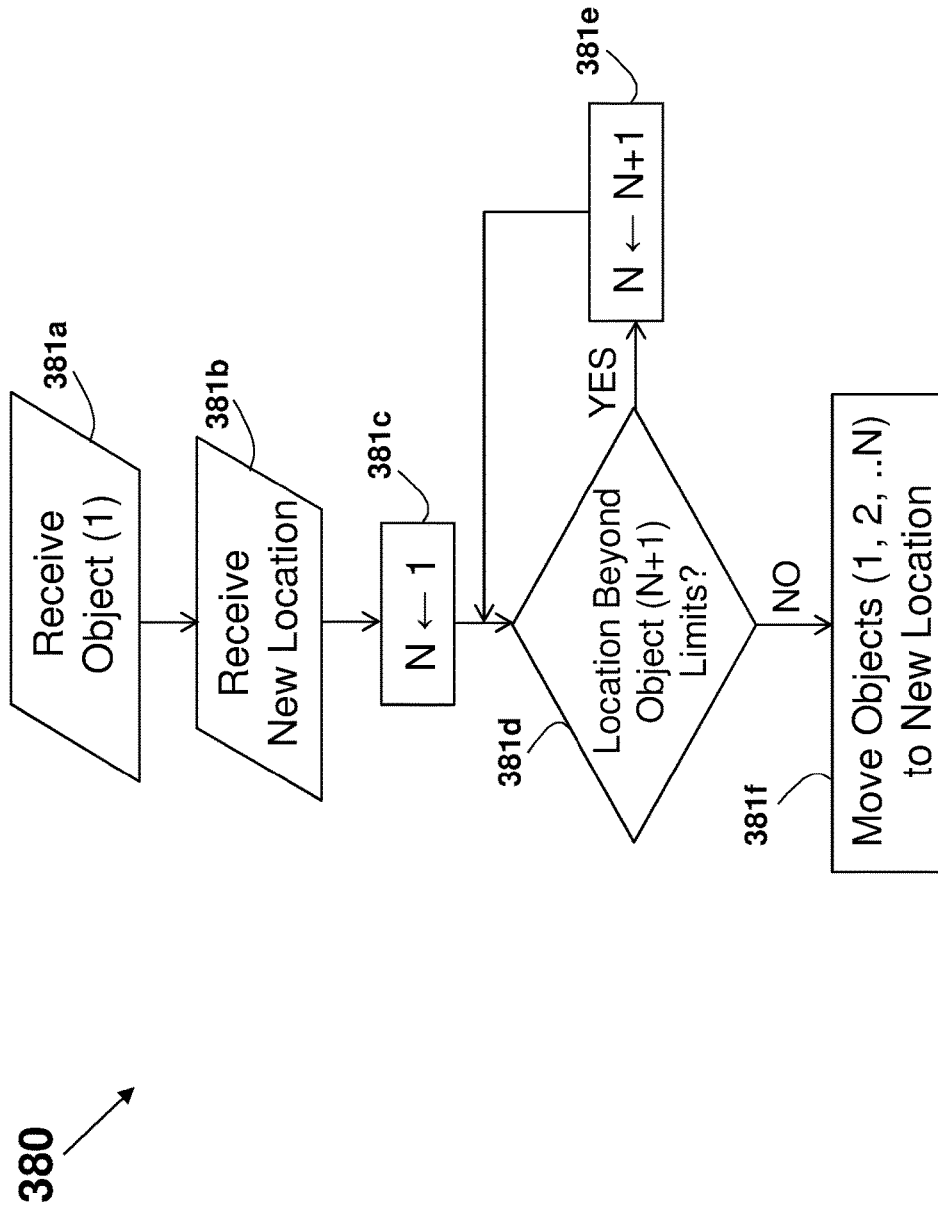 380
381a
Receive
Object (1)
381b
Receive
New Location
381c
N ← 1
381d
Location Beyond
Object (N+1)
Limits?
YES
381e
N ← N+1
NO
381f
Move Objects (1, 2, ..N)
to New Location